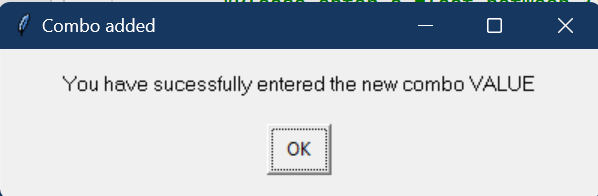 Combo added
You have sucessfully entered the new combo VALUE
OK